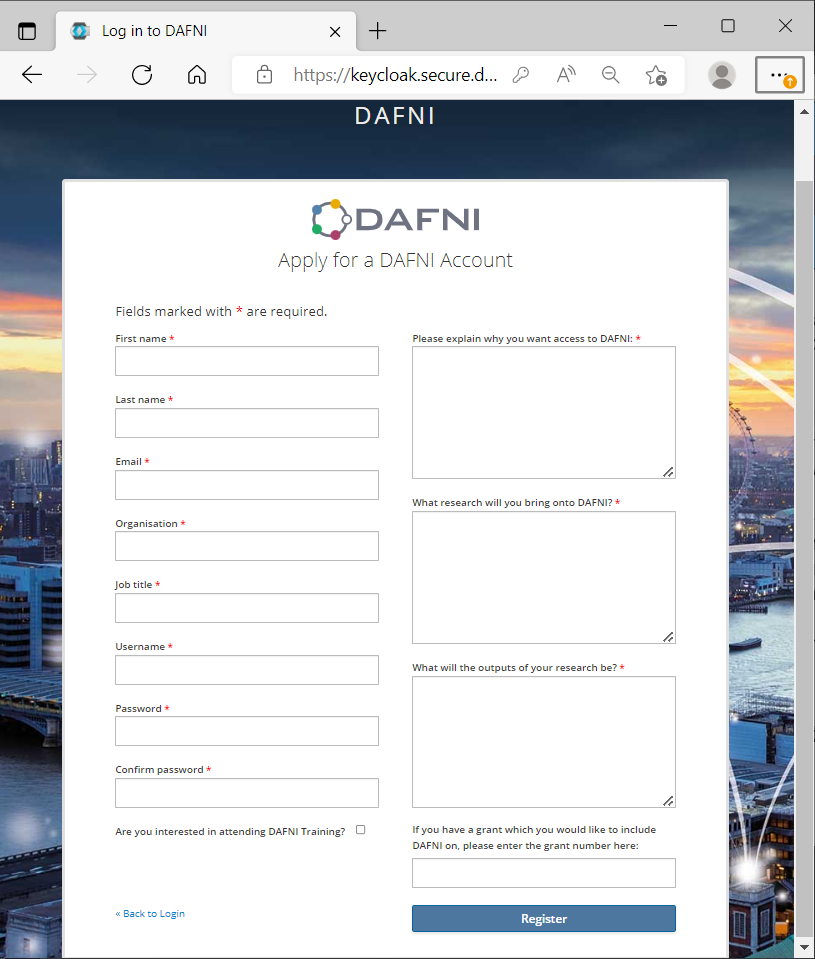 Log in to DAFNI
https://keycloak.secure.d...
DAFNI
DAFNI
Apply for a DAFNI Account
Fields marked with * are required.
First name *
Last name *
Email *
Organisation *
Job title *
Username *
Password *
Confirm password *
Are you interested in attending DAFNI Training?
« Back to Login
Please explain why you want access to DAFNI: *
What research will you bring onto DAFNI? *
What will the outputs of your research be? *
If you have a grant which you would like to include
DAFNI on, please enter the grant number here:
Register